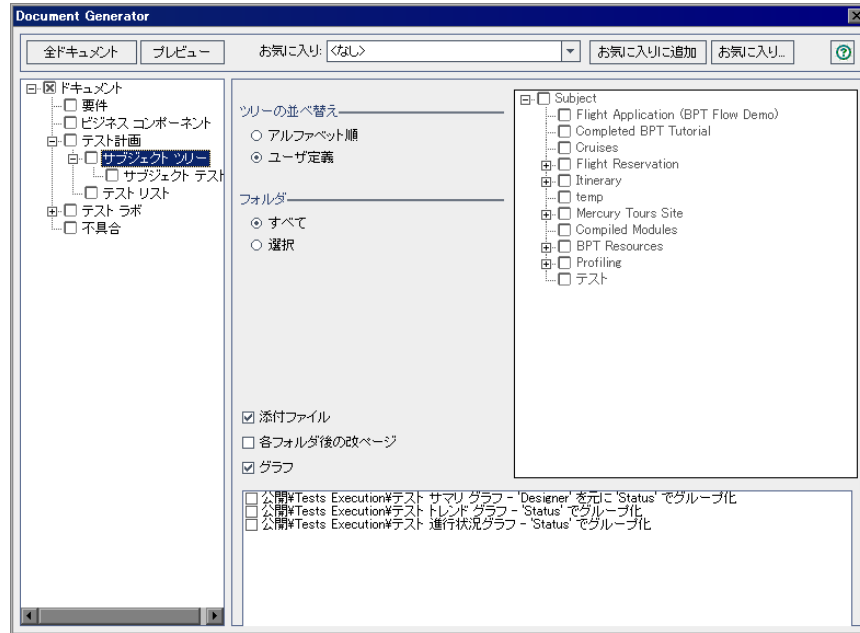 Document Generator
全ドキュメント プレビュー お気に入り: <なし> お気に入りに追加 お気に入り...
ドキュメント
要件
ビジネス コンポーネント
テスト計画
サブジェクト ツリー
サブジェクト テスト
テスト リスト
テスト ラボ
不具合
ツリーの並べ替え
アルファベット順
ユーザ定義
フォルダ
すべて
選択
Subject
Flight Application (BPT Flow Demo)
Completed BPT Tutorial
Cruises
Flight Reservation
Itinerary
temp
Mercury Tours Site
Compiled Modules
BPT Resources
Profiling
テスト
添付ファイル
各フォルダ後の改ページ
グラフ
公開¥Tests Execution¥テスト サマリ グラフ - 'Designer' を元に 'Status' でグループ化
公開¥Tests Execution¥テスト トレンド グラフ - 'Status' でグループ化
公開¥Tests Execution¥テスト 進行状況グラフ - 'Status' でグループ化